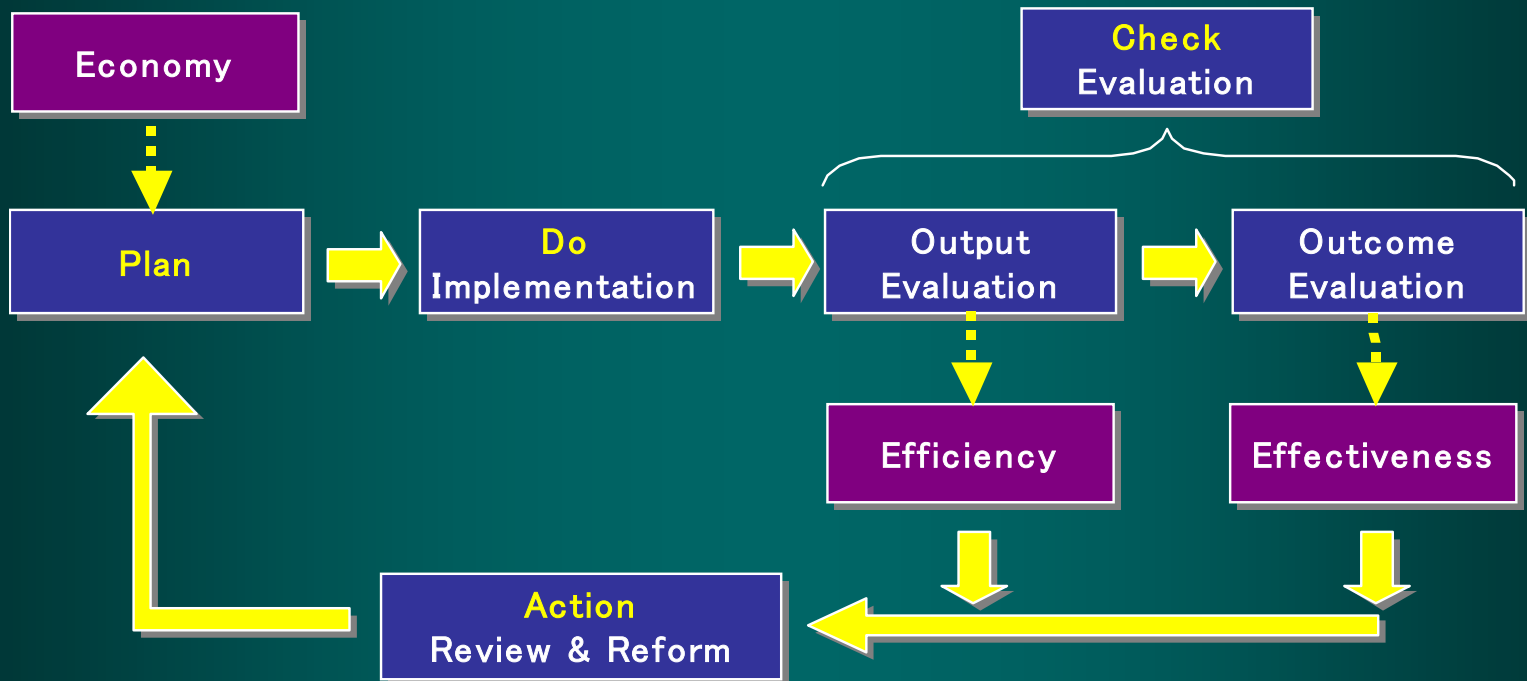 Economy
Check
Evaluation
Plan
Do
Implementation
Output
Evaluation
Outcome
Evaluation
Efficiency
Effectiveness
Action
Review & Reform